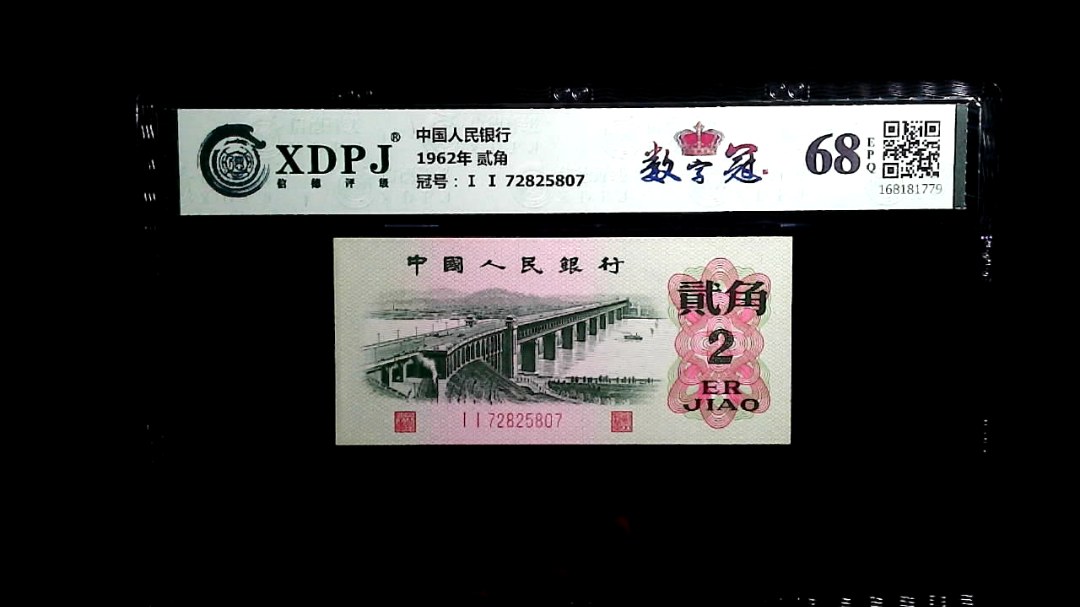 XDPJ®
信德评级
中国人民银行
1962年 贰角
冠号：I I 72825807
数字冠
68
EPQ
168181779
中國人民銀行
貳角
2
ER
JIAO
I I 72825807